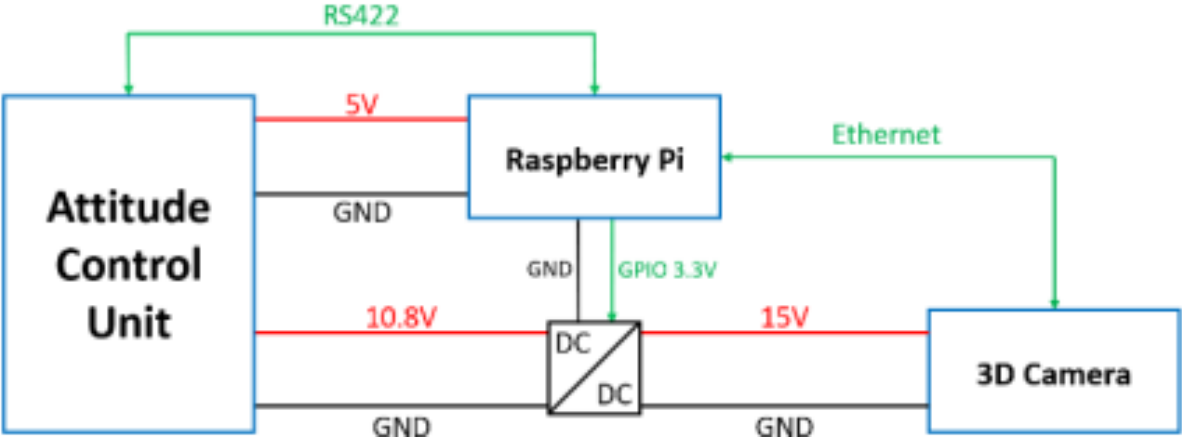 RS422
5V
Raspberry Pi
Ethernet
GND
Attitude
Control
Unit
GND
GPIO 3.3V
10.8V
15V
DC
DC
3D Camera
GND
GND